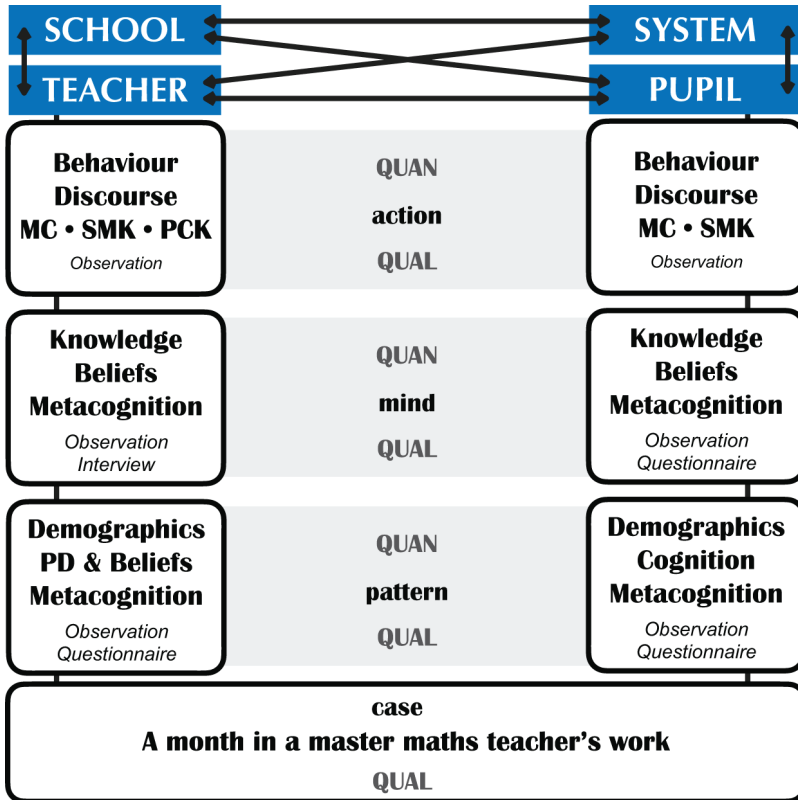 SCHOOL
SYSTEM
TEACHER
PUPIL
Behaviour
Discourse
MC • SMK • PCK
Observation
QUAN
action
QUAL
Behaviour
Discourse
MC • SMK
Observation
Knowledge
Beliefs
Metacognition
Observation
Interview
QUAN
mind
QUAL
Knowledge
Beliefs
Metacognition
Observation
Questionnaire
Demographics
PD & Beliefs
Metacognition
Observation
Questionnaire
QUAN
pattern
QUAL
Demographics
Cognition
Metacognition
Observation
Questionnaire
case
A month in a master maths teacher’s work
QUAL